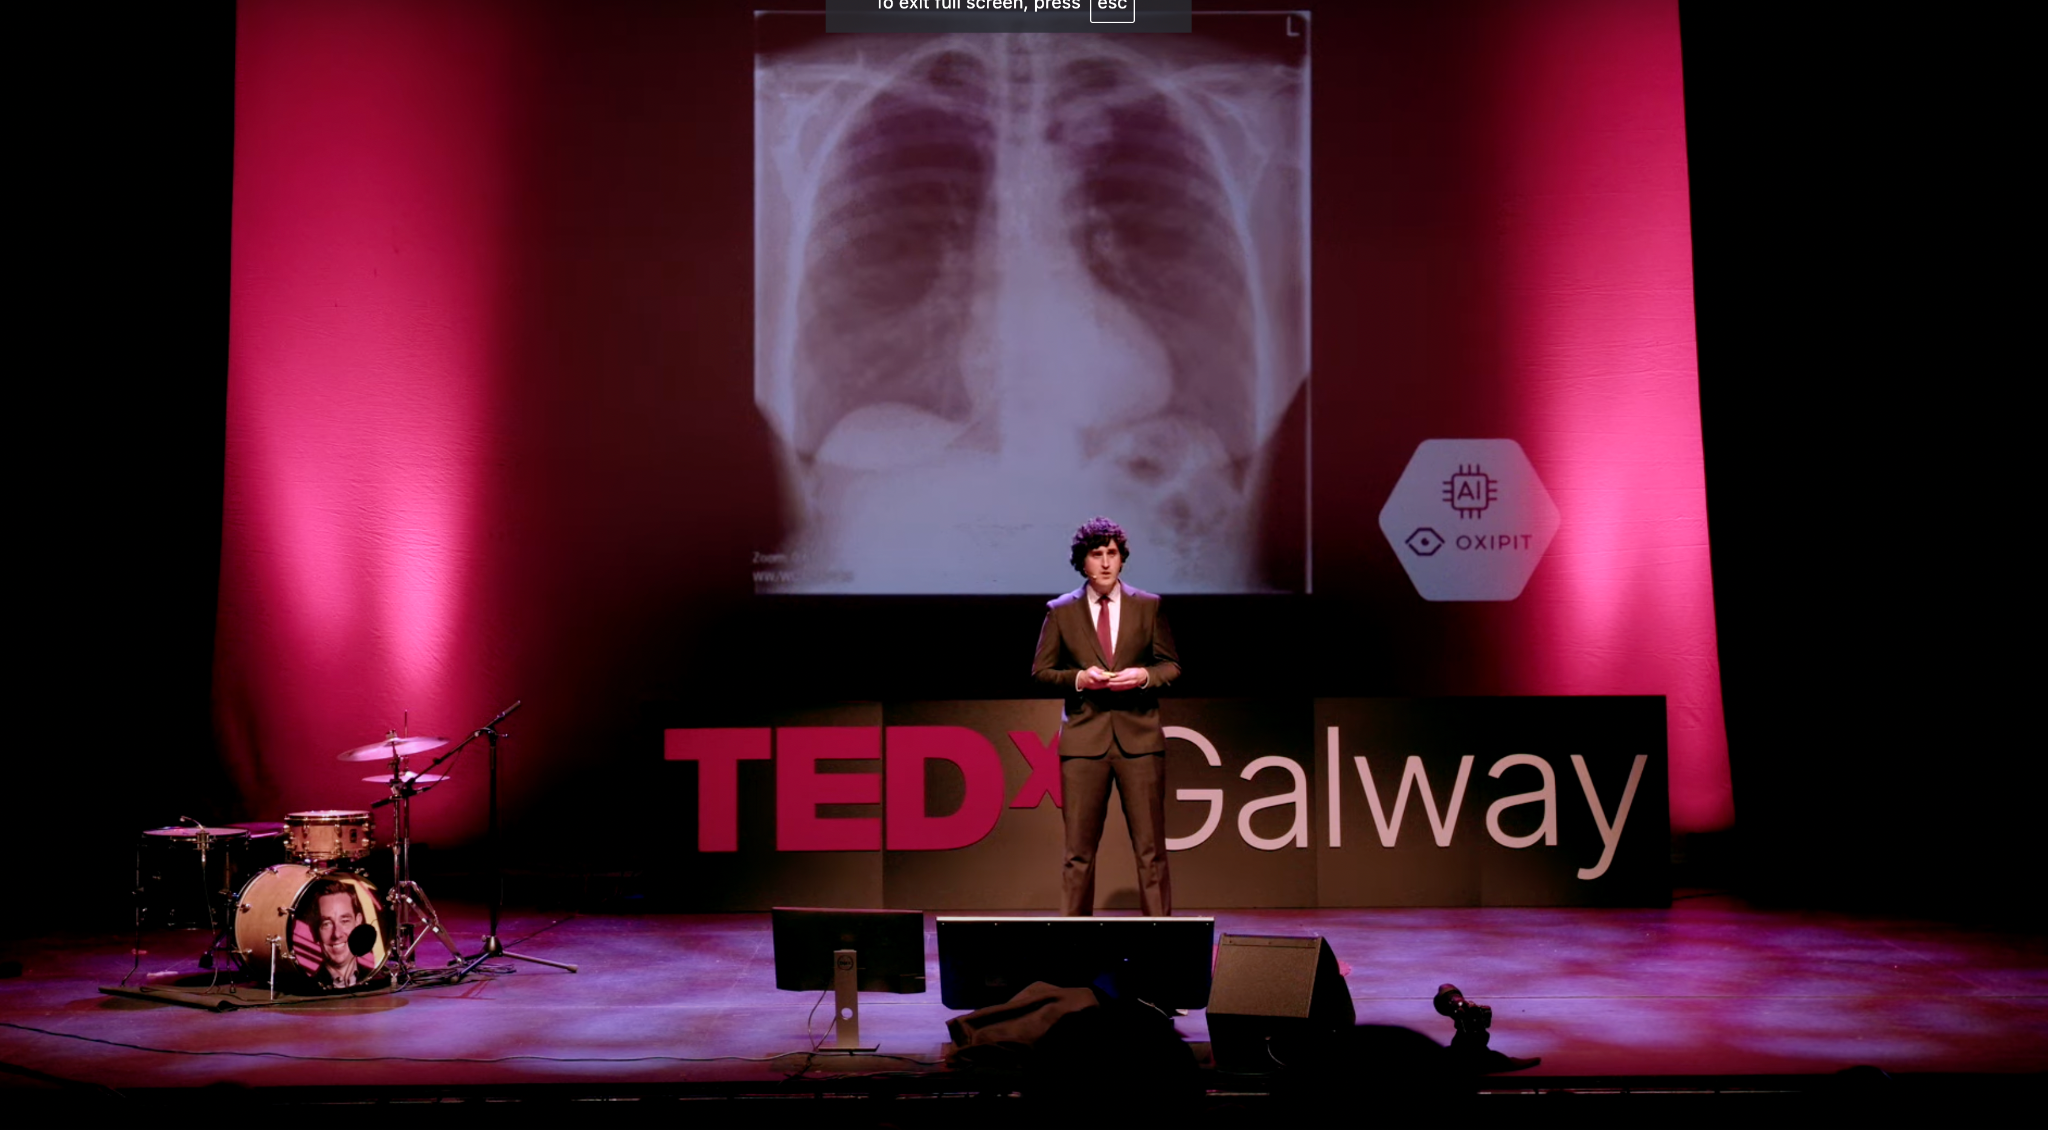 To exit full screen, press esc
L
AI
OXIPIT
TEDx Galway